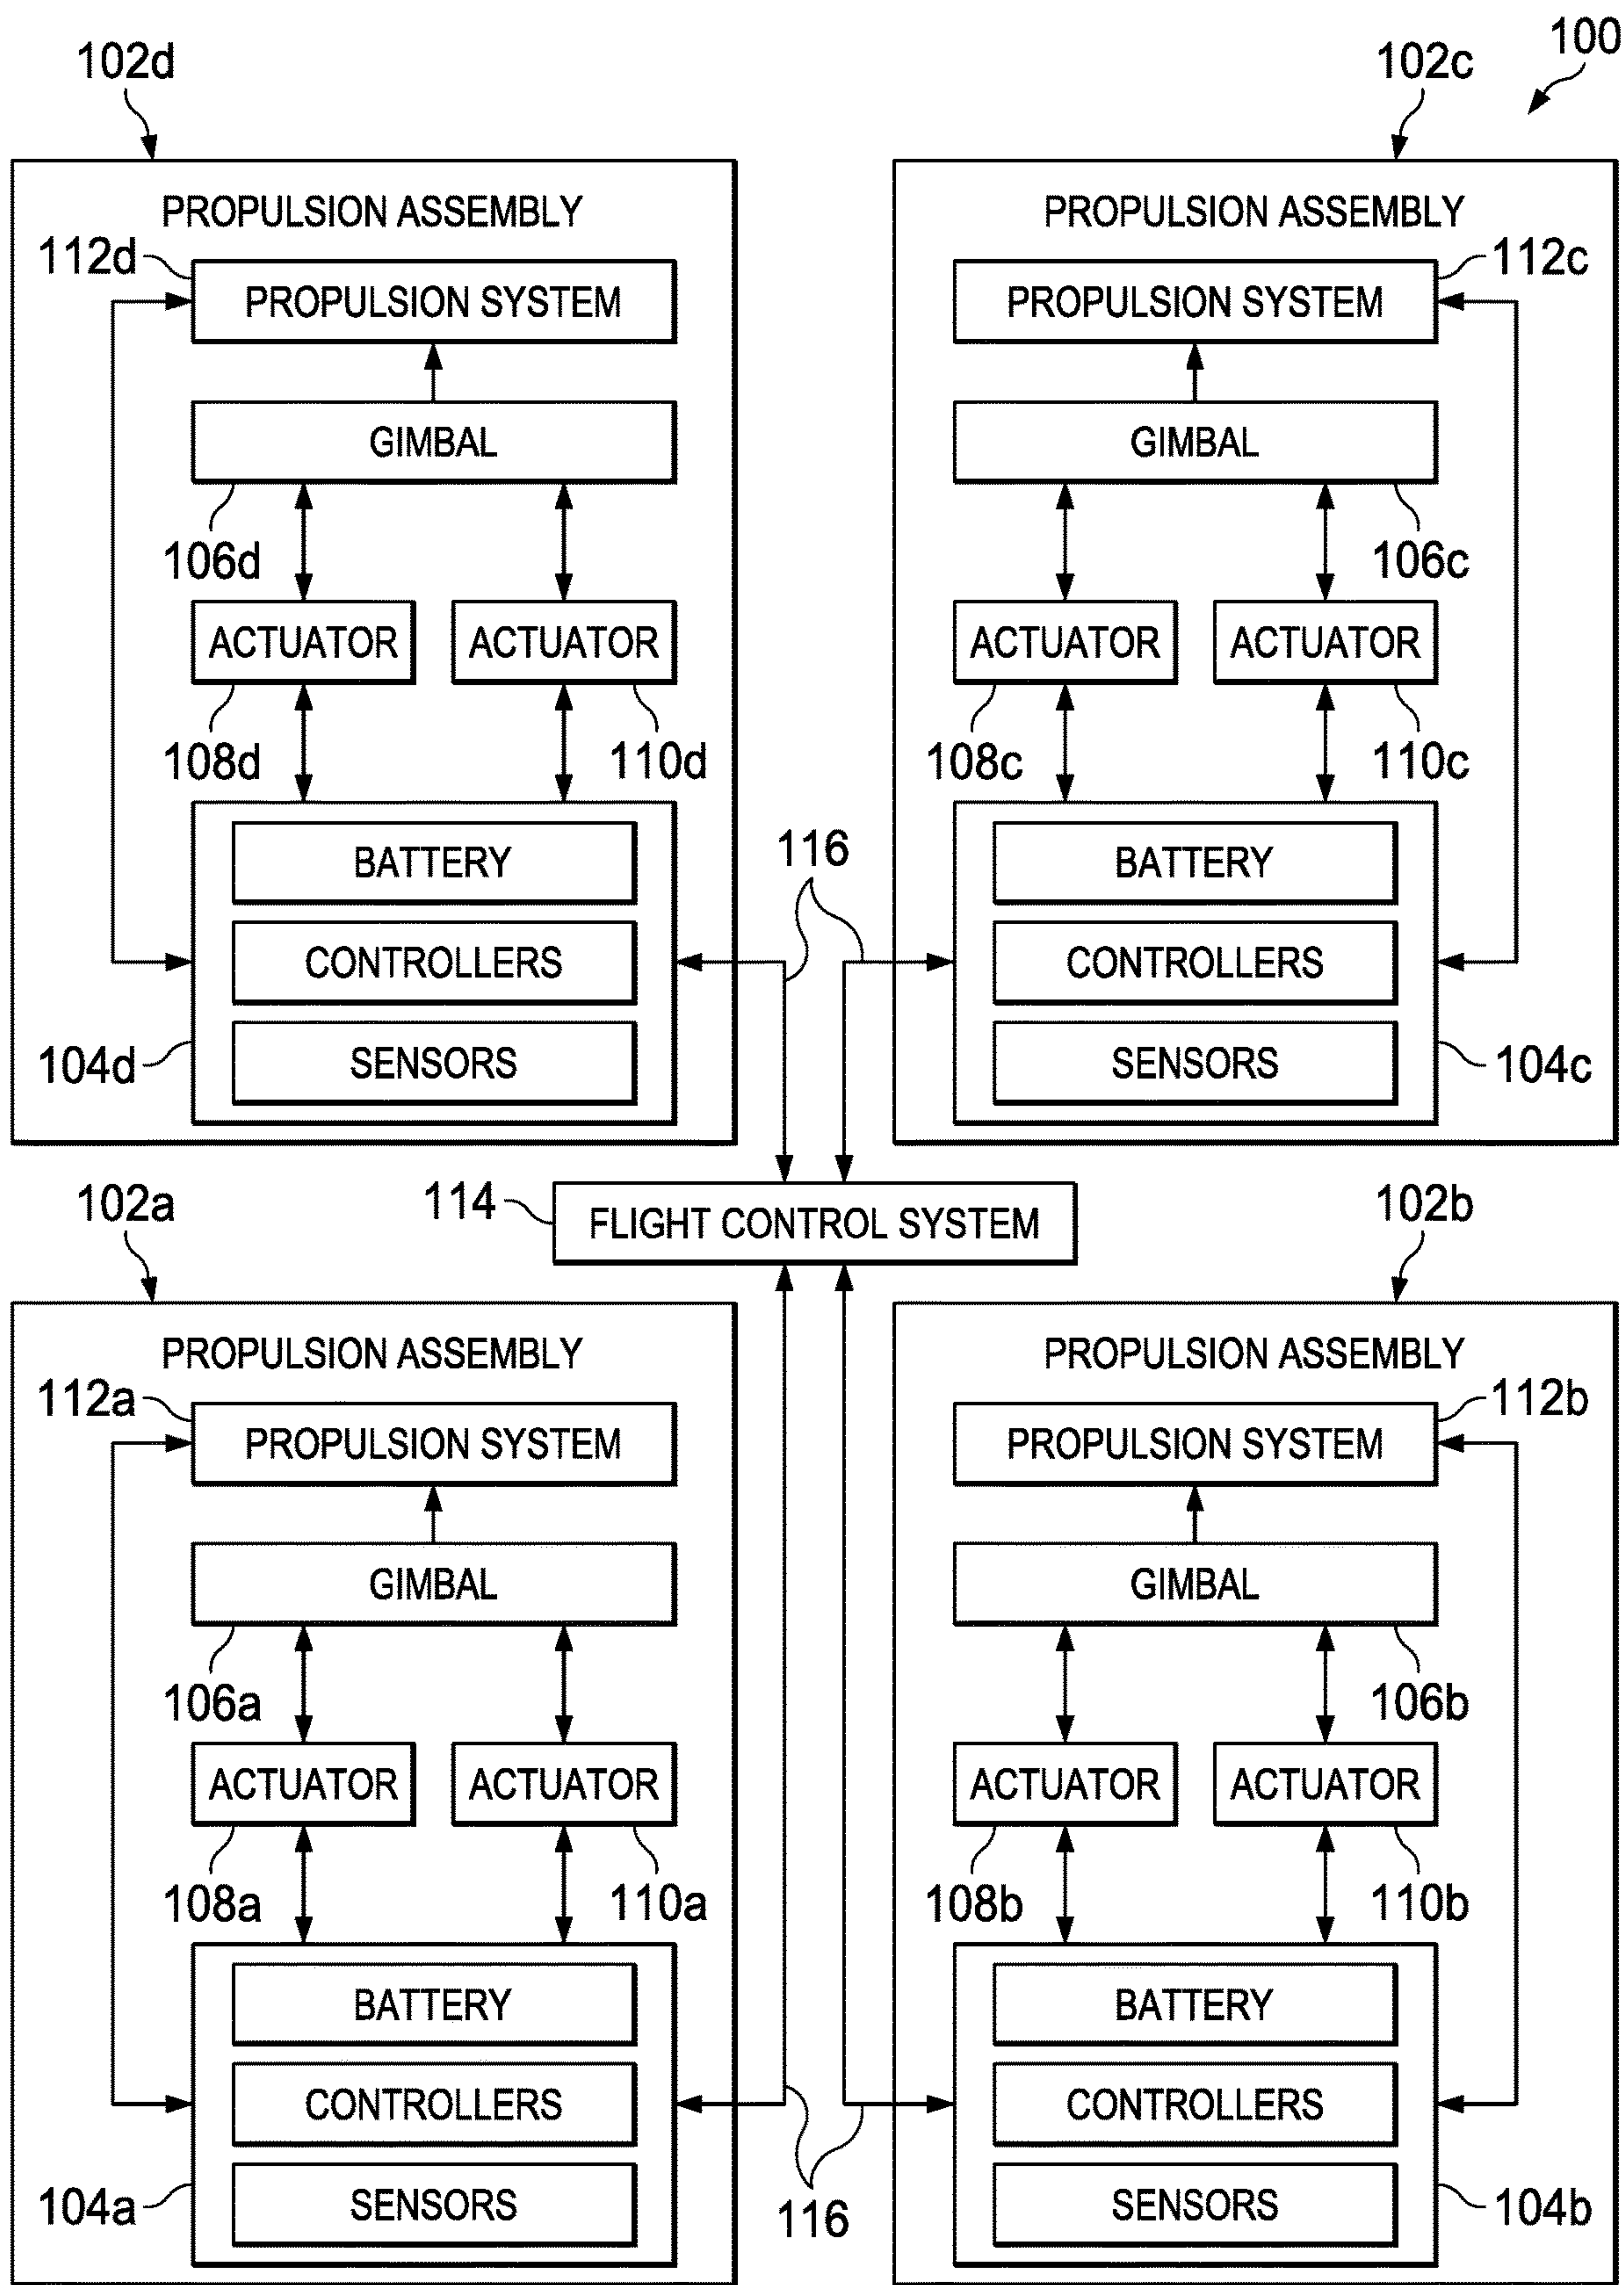 100
102d
102c
PROPULSION ASSEMBLY
PROPULSION ASSEMBLY
112d
112c
PROPULSION SYSTEM
PROPULSION SYSTEM
GIMBAL
GIMBAL
106d
106c
ACTUATOR
ACTUATOR
ACTUATOR
ACTUATOR
108d
110d
108c
110c
BATTERY
116
BATTERY
CONTROLLERS
CONTROLLERS
104d
SENSORS
SENSORS
104c
102a
114
FLIGHT CONTROL SYSTEM
102b
PROPULSION ASSEMBLY
PROPULSION ASSEMBLY
112a
112b
PROPULSION SYSTEM
PROPULSION SYSTEM
GIMBAL
GIMBAL
106a
106b
ACTUATOR
ACTUATOR
ACTUATOR
ACTUATOR
108a
110a
108b
110b
BATTERY
BATTERY
CONTROLLERS
CONTROLLERS
104a
SENSORS
116
SENSORS
104b